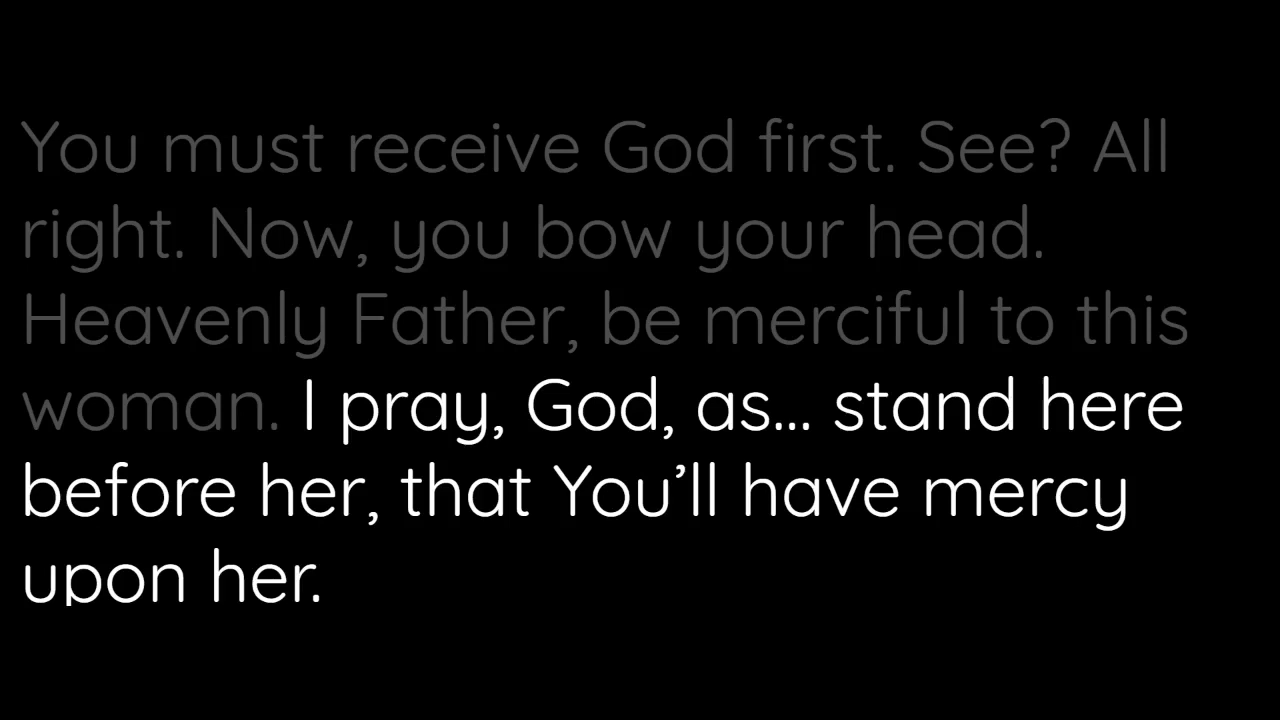 You must receive God first. See? All
right. Now, you bow your head.
Heavenly Father, be merciful to this
woman. I pray, God, as... stand here
before her, that You’ll have mercy
upon her.